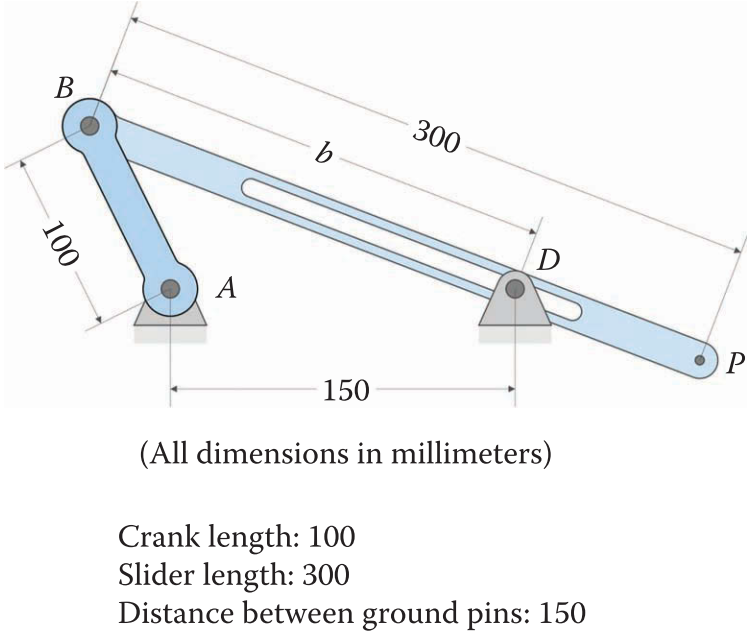 B
300
b
100
D
A
P
150
(All dimensions in millimeters)
Crank length: 100
Slider length: 300
Distance between ground pins: 150